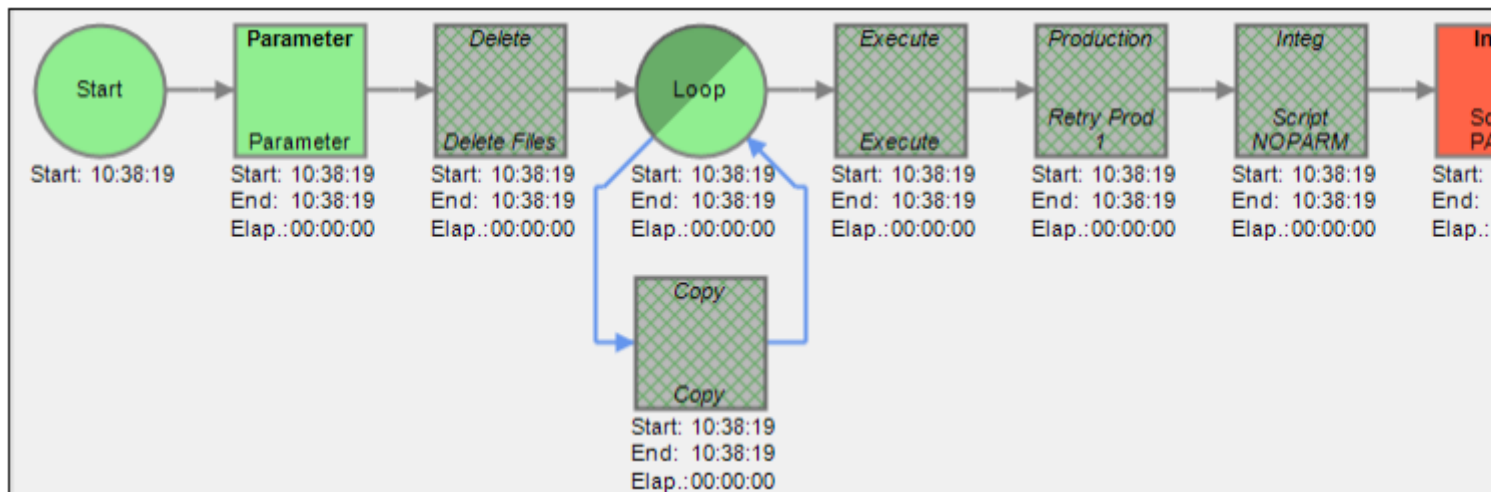 Start
Start: 10:38:19
Parameter
Parameter
Start: 10:38:19
End: 10:38:19
Elap.:00:00:00
Delete
Delete Files
Start: 10:38:19
End: 10:38:19
Elap.:00:00:00
Loop
Start: 10:38:19
End: 10:38:19
Elap.:00:00:00
Copy
Copy
Start: 10:38:19
End: 10:38:19
Elap.:00:00:00
Execute
Execute
Start: 10:38:19
End: 10:38:19
Elap.:00:00:00
Production
Retry Prod
1
Start: 10:38:19
End: 10:38:19
Elap.:00:00:00
Integ
Script
NOPARM
Start: 10:38:19
End: 10:38:19
Elap.:00:00:00
Start:
End:
Elap.: